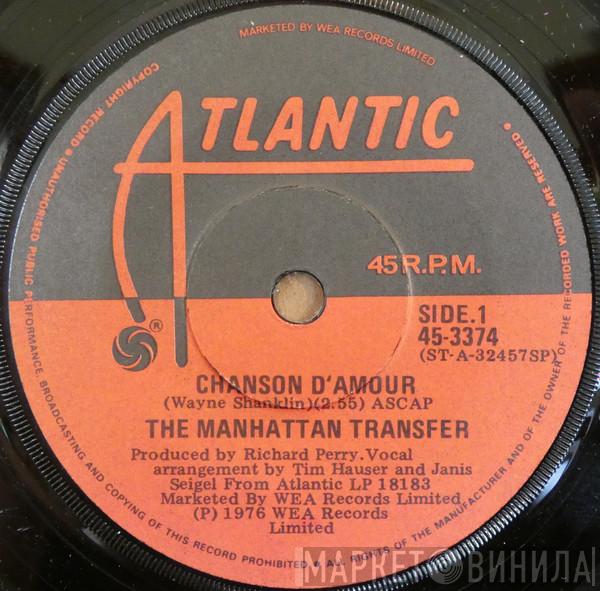 MARKETED BY WEA RECORDS LIMITED
ATLANTIC
45 R.P.M.
®
SIDE.1
45-3374
(ST-A-32457SP)
CHANSON D'AMOUR
(Wayne Shanklin)(2.55) ASCAP
THE MANHATTAN TRANSFER
Produced by Richard Perry.Vocal
arrangement by Tim Hauser and Janis
Seigel From Atlantic LP 18183
Marketed By WEA Records Limited
(P) 1976 WEA Records
Limited
COPYRIGHT RECORD • UNAUTHORISED PUBLIC PERFORMANCE, BROADCASTING AND COPYING OF THIS RECORD PROHIBITED • ALL RIGHTS OF THE MANUFACTURER AND OF THE OWNER OF THE RECORDED WORK ARE RESERVED •
МАРКЕТ ВИНИЛА